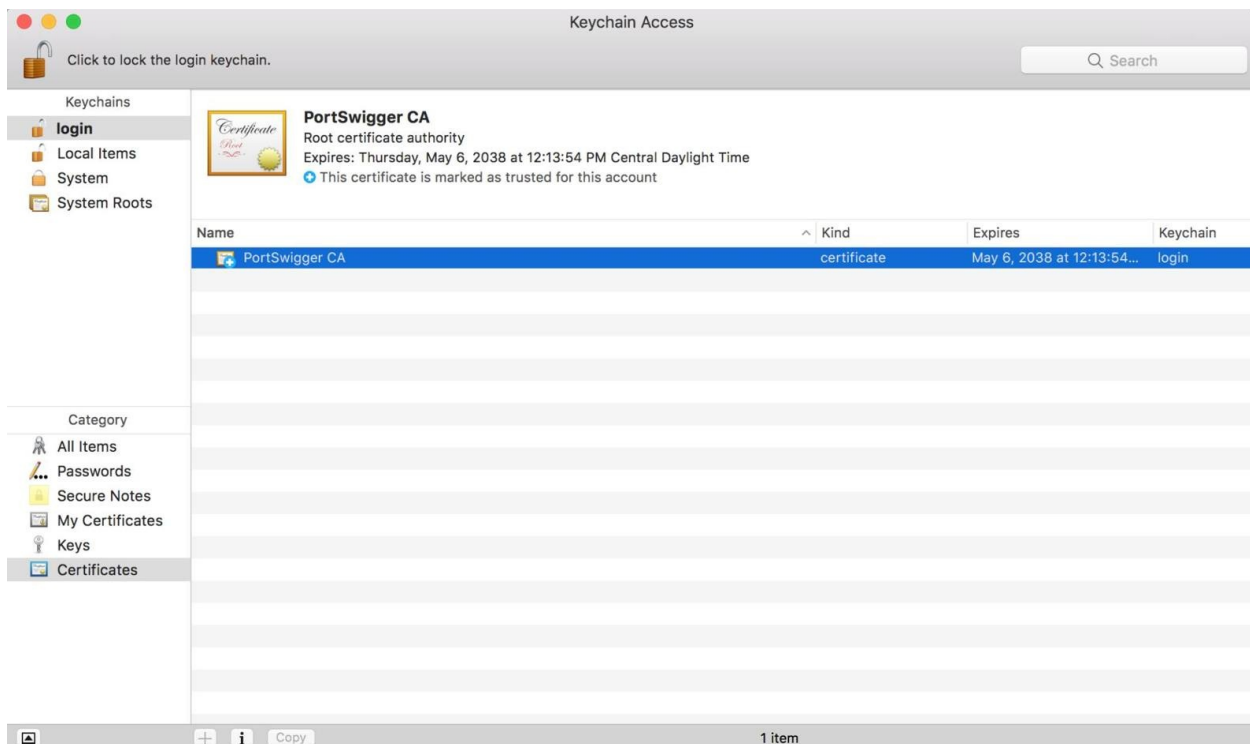 Keychain Access
Click to lock the login keychain.
Search
Keychains
login
Local Items
System
System Roots
Certificate
Root
PortSwigger CA
Root certificate authority
Expires: Thursday, May 6, 2038 at 12:13:54 PM Central Daylight Time
This certificate is marked as trusted for this account
Name Kind Expires Keychain
PortSwigger CA certificate May 6, 2038 at 12:13:54... login
Category
All Items
Passwords
Secure Notes
My Certificates
Keys
Certificates
Copy
1 item